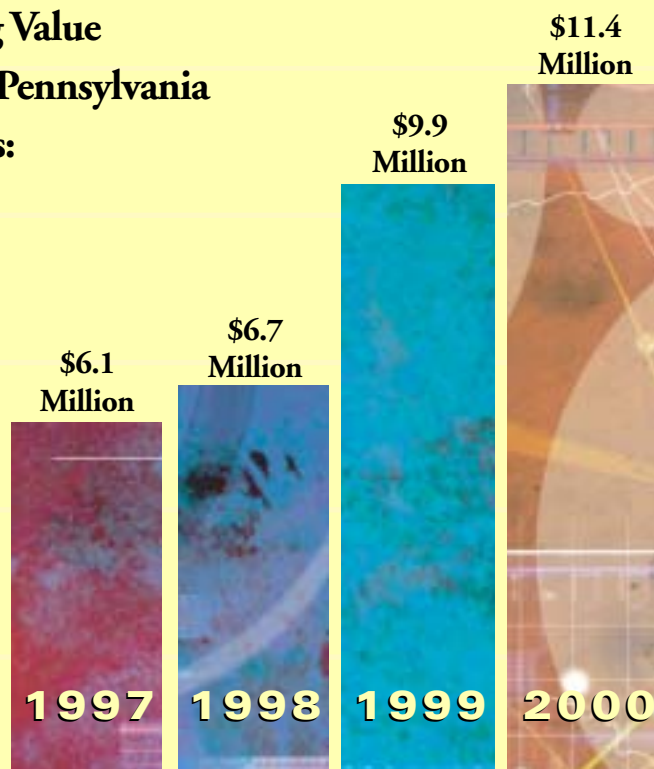 Value
Pennsylvania
$11.4
Million
$9.9
Million
$6.7
Million
$6.1
Million
1997 1998 1999 2000